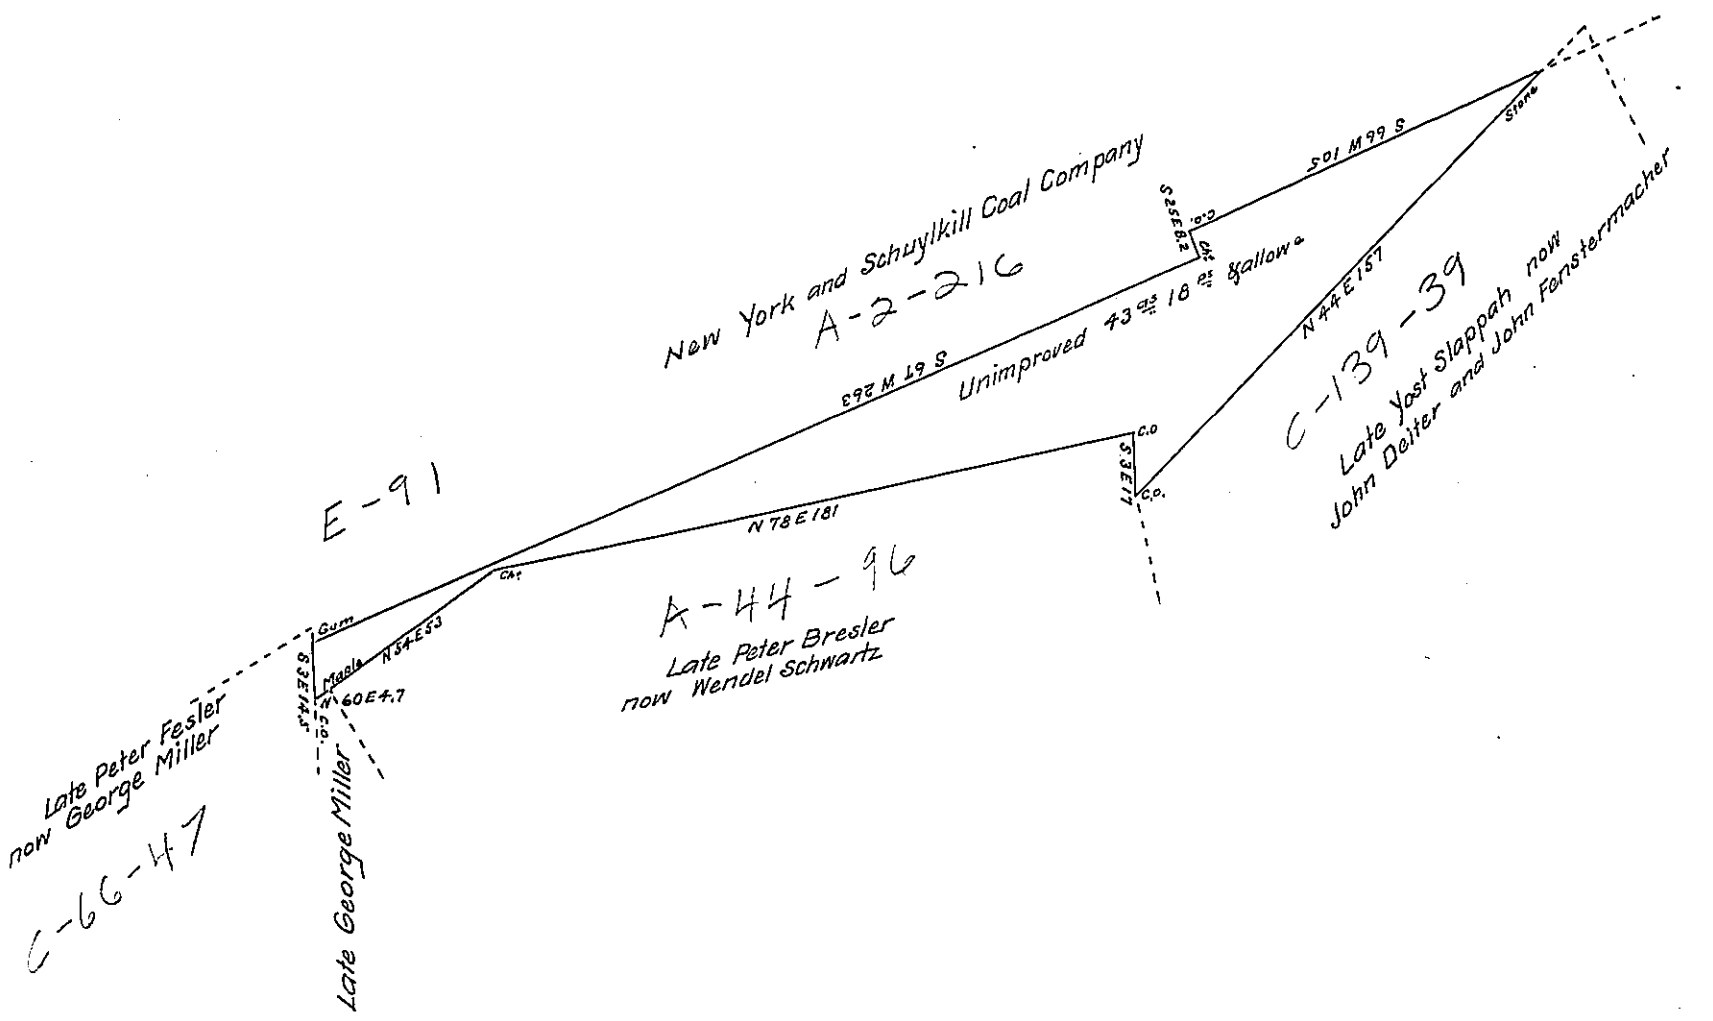 New York and Schuylkill Coal Company
A-2-216
S 66 W 105
Stone
S 25 E 8.2
C.O.
Cht
S 67 W 263
Unimproved 43 as 18 ps & allowe
N 44 E 157
C-139-39
Late Yost Slappah now
John Deiter and John Fenstermacher
E-91
C.O
S.3 E 17
C.O.
N 78 E 181
Cht
A-44-96
Late Peter Bresler
now Wendel Schwartz
Gum
S 3 E 14.5
Maple
N 54 E 53
N 60 E 4.7
C.O.
Late Peter Fesler
now George Miller
C-66-47
Late George Miller